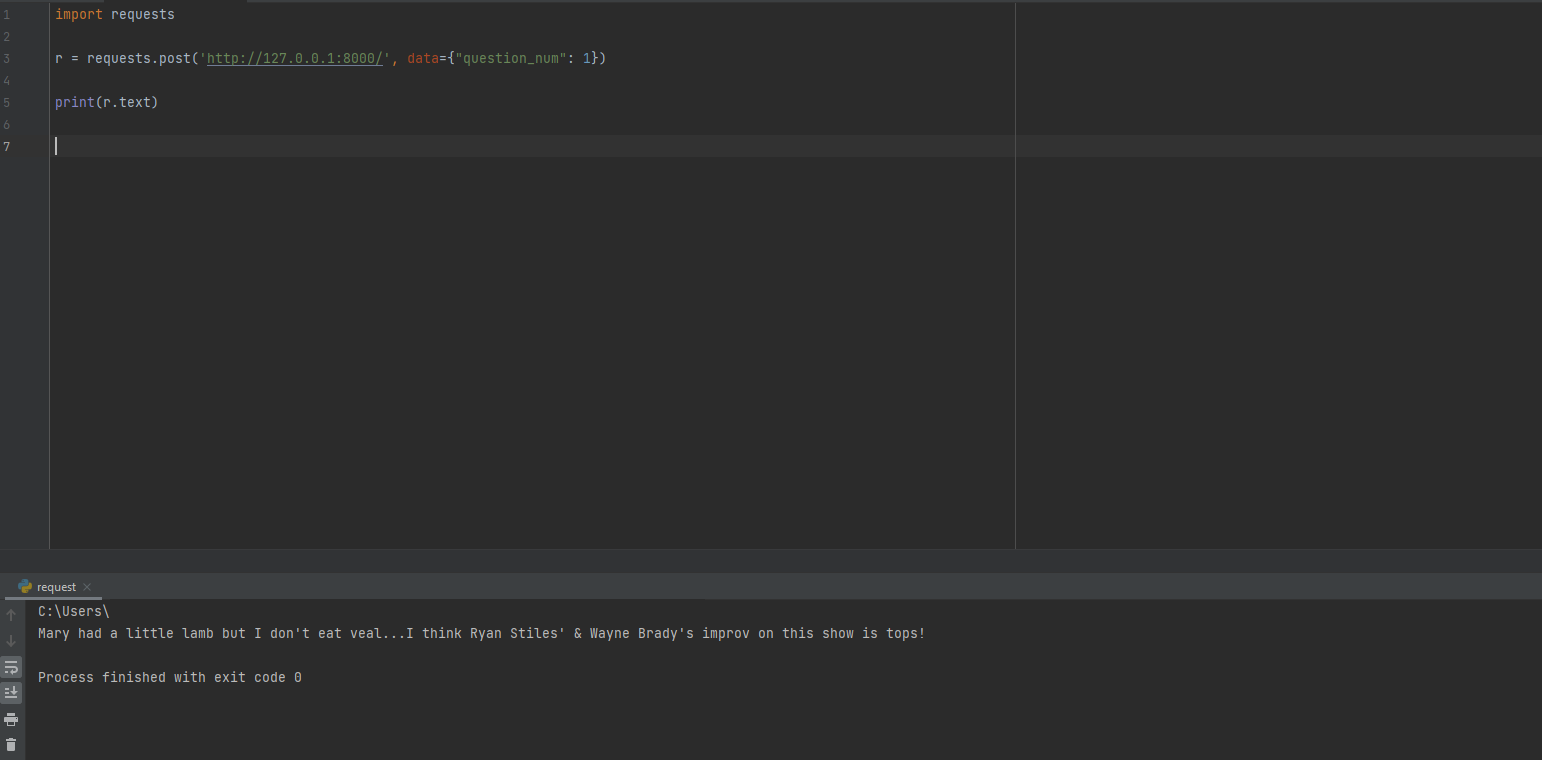 1 import requests
2
3 r = requests.post('http://127.0.0.1:8000/', data={"question_num": 1})
4
5 print(r.text)
6
7
request
C:\Users\
Mary had a little lamb but I don't eat veal...I think Ryan Stiles' & Wayne Brady's improv on this show is tops!
Process finished with exit code 0